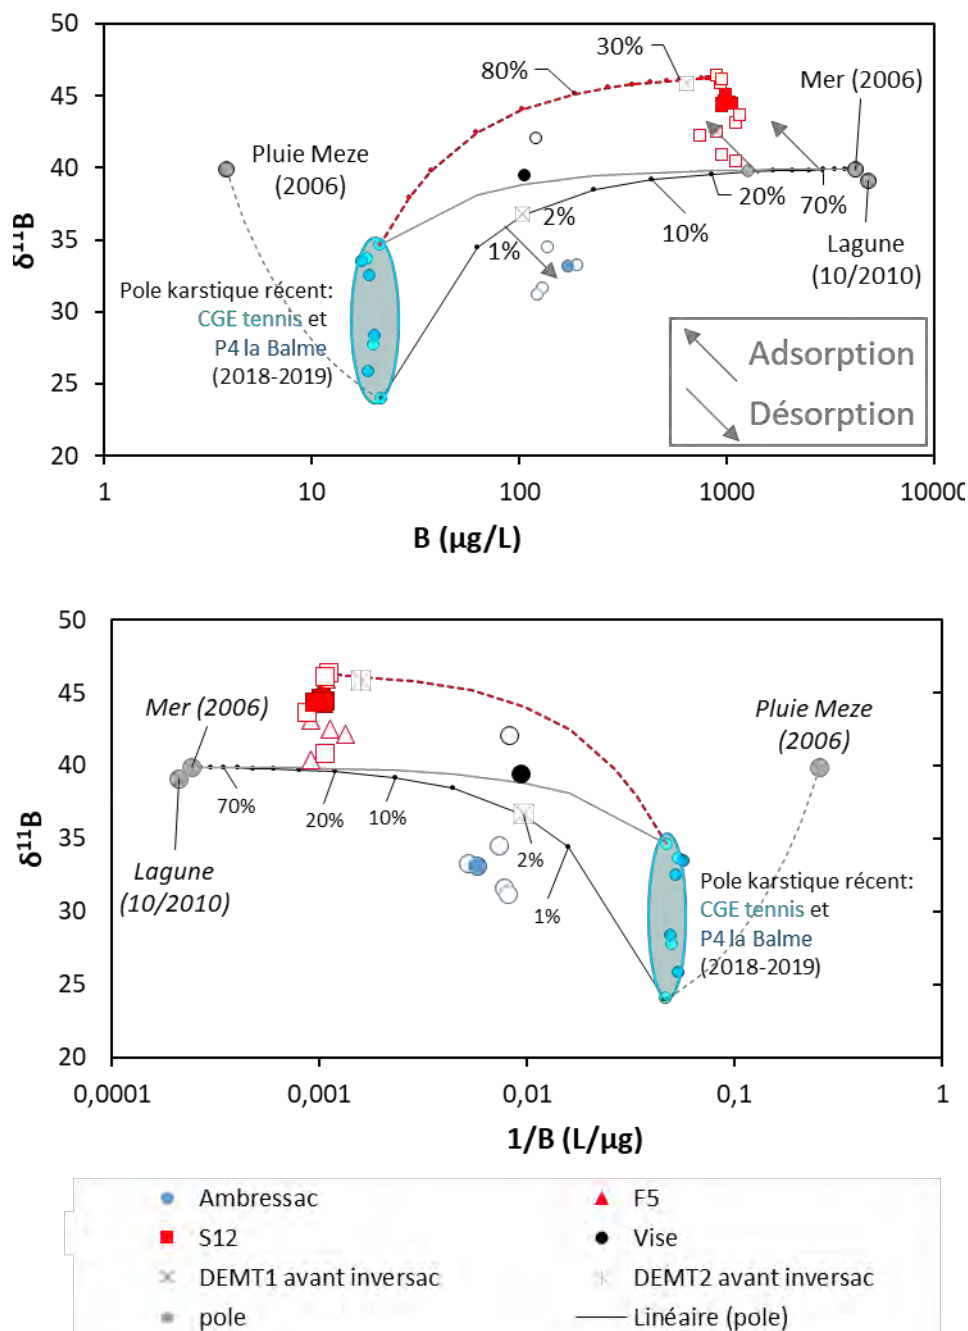 50
45
40
35
30
25
20
δ¹¹B
30%
80%
Mer (2006)
Pluie Meze
(2006)
20%
70%
2%
10%
1%
Lagune
(10/2010)
Pole karstique récent:
CGE tennis et
P4 la Balme
(2018-2019)
Adsorption
Désorption
1
10
100
1000
10000
B (µg/L)
50
45
40
35
30
25
20
δ¹¹B
Mer (2006)
Pluie Meze
(2006)
70%
20%
10%
Lagune
(10/2010)
2%
1%
Pole karstique récent:
CGE tennis et
P4 la Balme
(2018-2019)
0,0001
0,001
0,01
0,1
1
1/B (L/µg)
Ambressac
F5
S12
Vise
DEMT1 avant inversac
DEMT2 avant inversac
pole
Linéaire (pole)